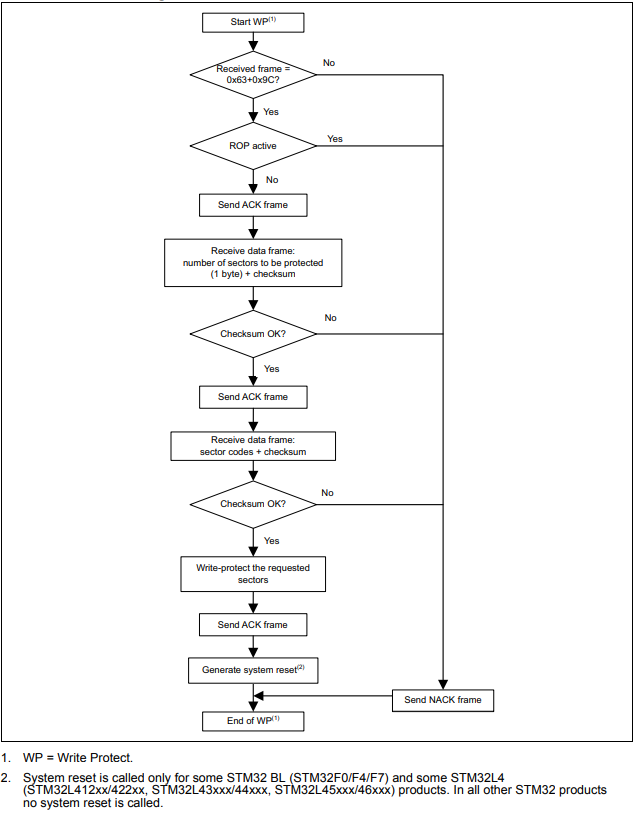 Start WP(1)
Received frame =
0x63+0x9C?
No
Yes
ROP active
Yes
No
Send ACK frame
Receive data frame:
number of sectors to be protected
(1 byte) + checksum
Checksum OK?
No
Yes
Send ACK frame
Receive data frame:
sector codes + checksum
Checksum OK?
No
Yes
Write-protect the requested
sectors
Send ACK frame
Generate system reset(2)
Send NACK frame
End of WP(1)
1. WP = Write Protect.
2. System reset is called only for some STM32 BL (STM32F0/F4/F7) and some STM32L4
(STM32L412xx/422xx, STM32L43xxx/44xxx, STM32L45xxx/46xxx) products. In all other STM32 products
no system reset is called.